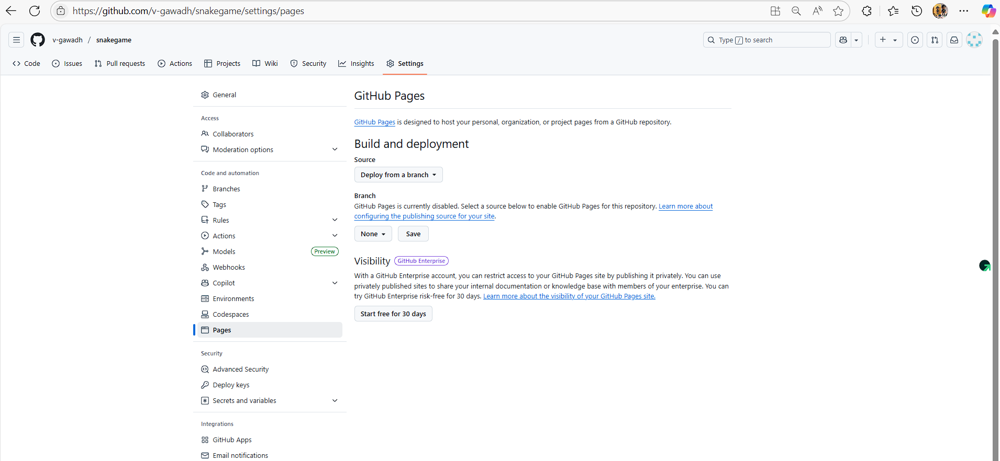 https://github.com/v-gawadh/snakegame/settings/pages
v-gawadh / snakegame
Type / to search
Code Issues Pull requests Actions Projects Wiki Security Insights Settings
General
Access
Collaborators
Moderation options
Code and automation
Branches
Tags
Rules
Actions
Models Preview
Webhooks
Copilot
Environments
Codespaces
Pages
Security
Advanced Security
Deploy keys
Secrets and variables
Integrations
GitHub Apps
Email notifications
GitHub Pages
GitHub Pages is designed to host your personal, organization, or project pages from a GitHub repository.
Build and deployment
Source
Deploy from a branch
Branch
GitHub Pages is currently disabled. Select a source below to enable GitHub Pages for this repository. Learn more about
configuring the publishing source for your site.
None Save
Visibility GitHub Enterprise
With a GitHub Enterprise account, you can restrict access to your GitHub Pages site by publishing it privately. You can use
privately published sites to share your internal documentation or knowledge base with members of your enterprise. You can
try GitHub Enterprise risk-free for 30 days. Learn more about the visibility of your GitHub Pages site.
Start free for 30 days